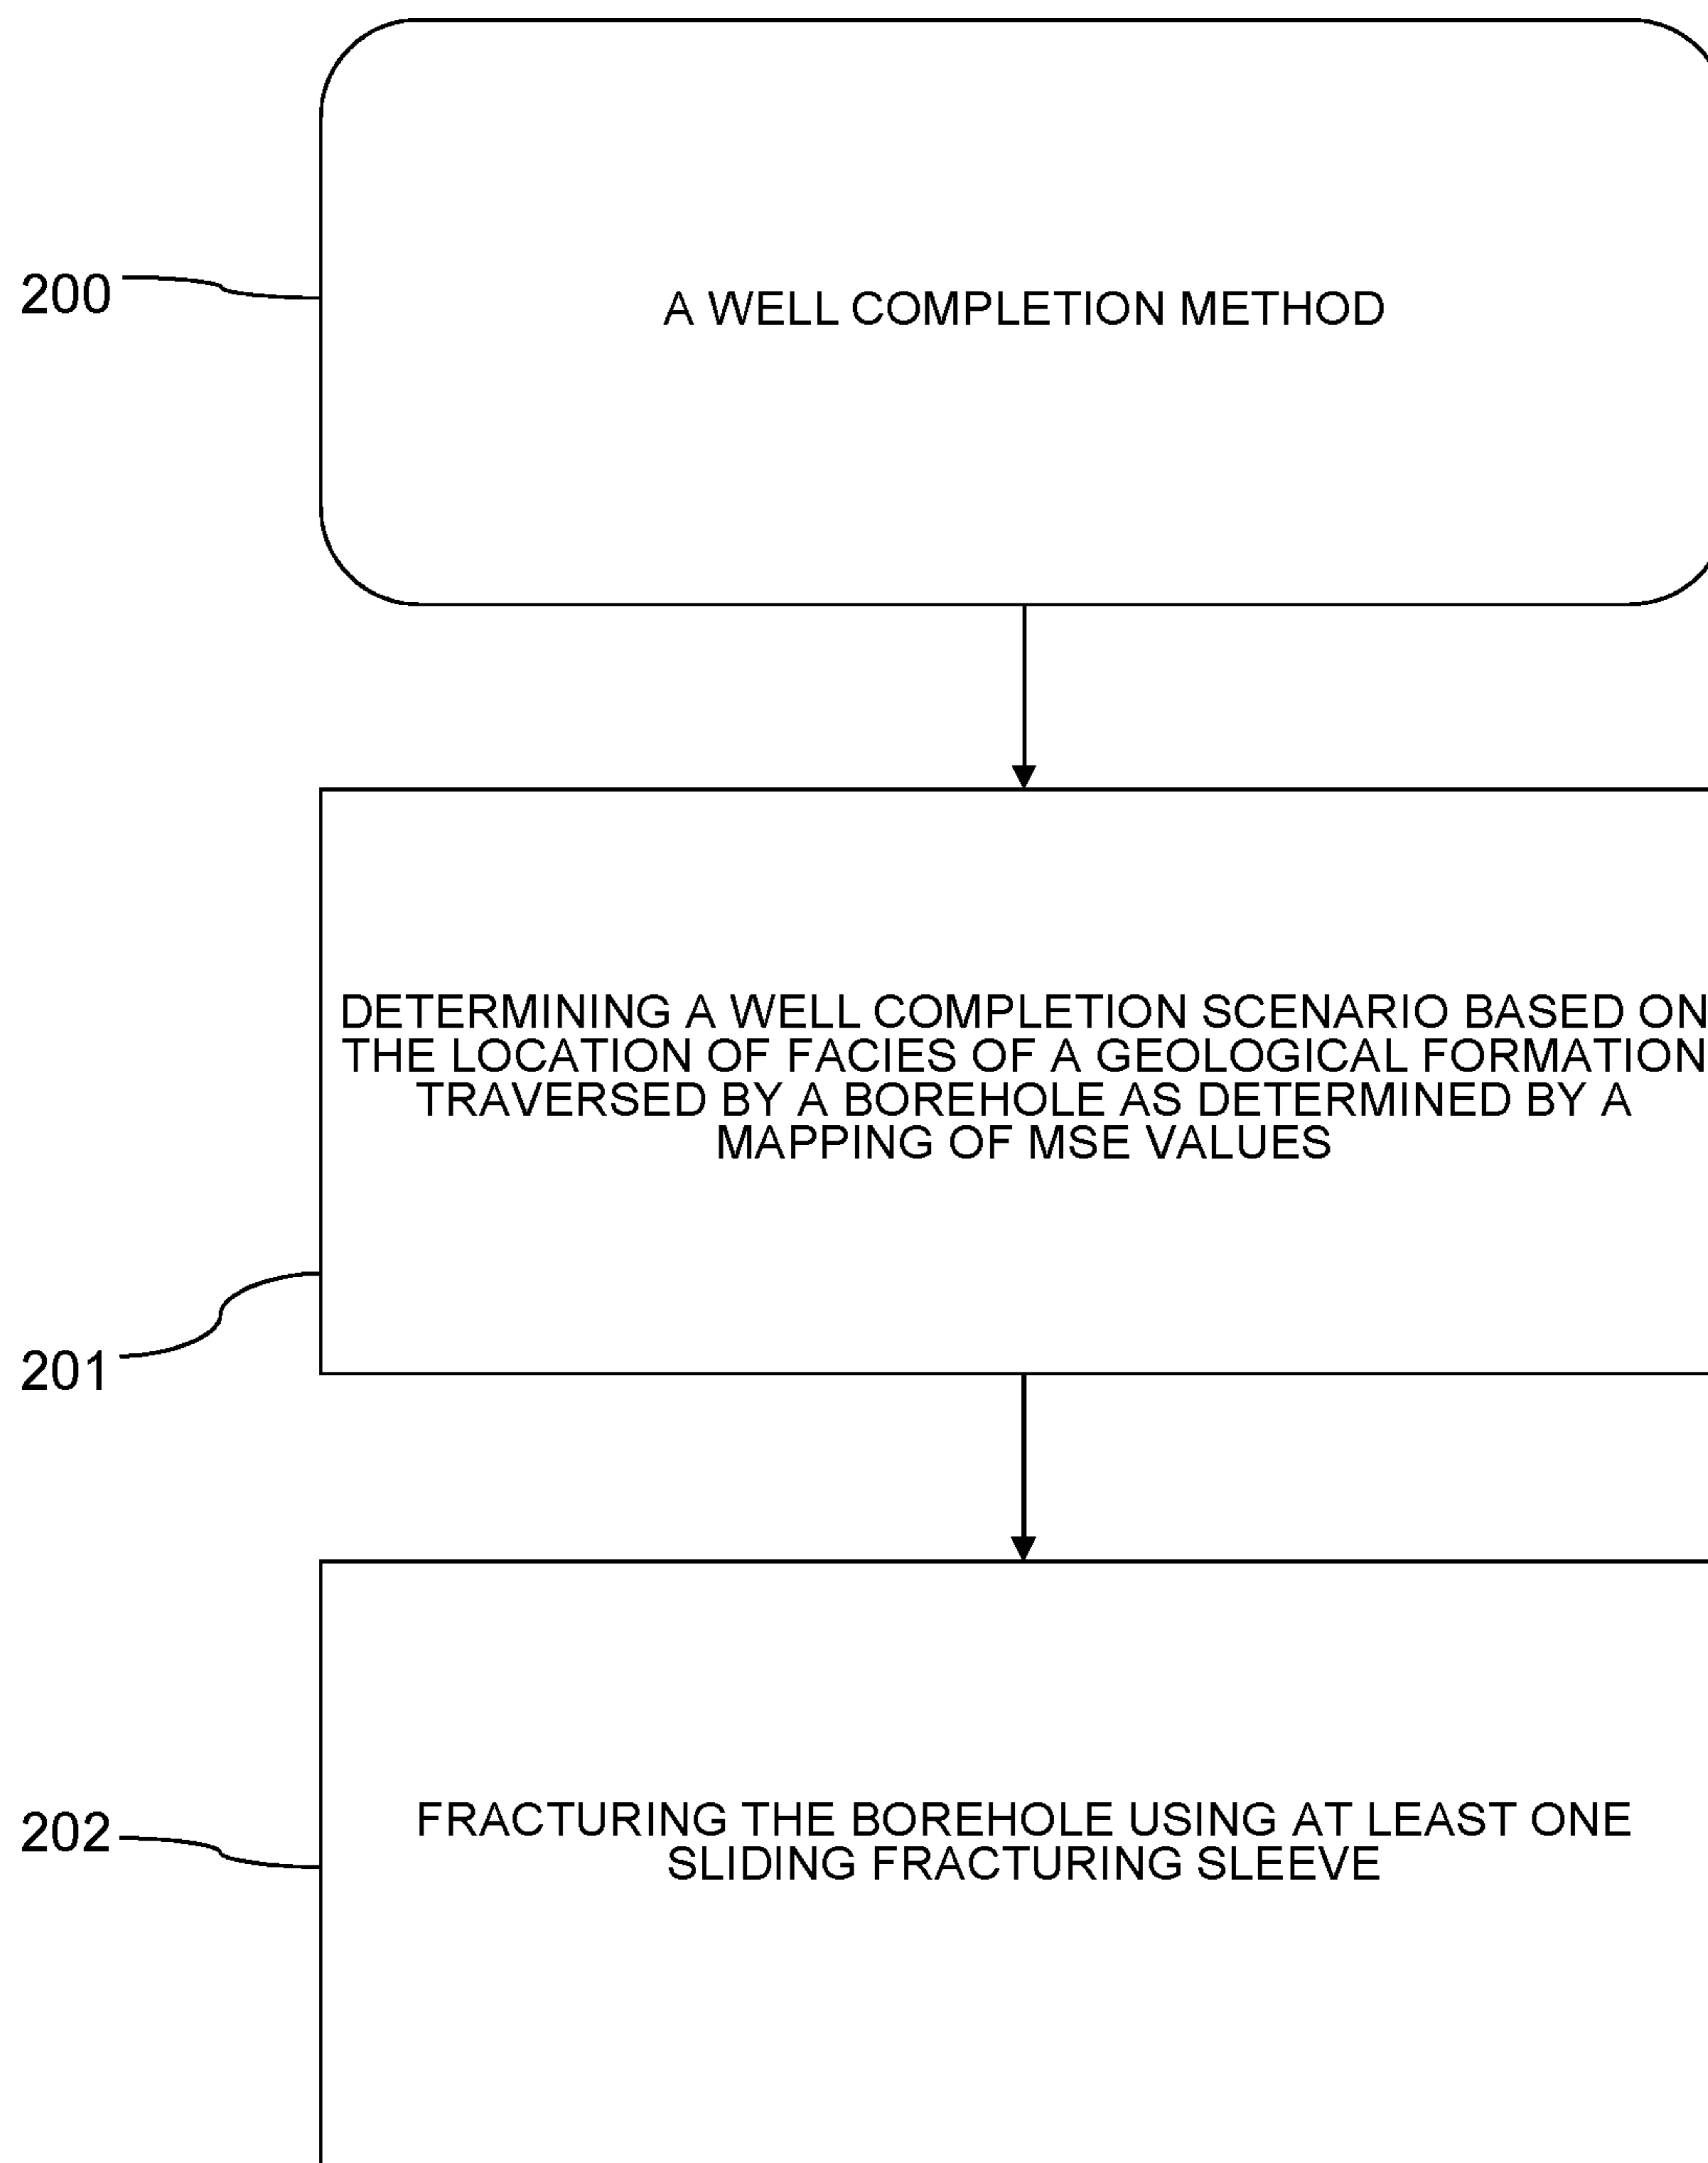 200
A WELL COMPLETION METHOD
DETERMINING A WELL COMPLETION SCENARIO BASED ON
THE LOCATION OF FACIES OF A GEOLOGICAL FORMATION
TRAVERSED BY A BOREHOLE AS DETERMINED BY A
MAPPING OF MSE VALUES
201
FRACTURING THE BOREHOLE USING AT LEAST ONE
SLIDING FRACTURING SLEEVE
202